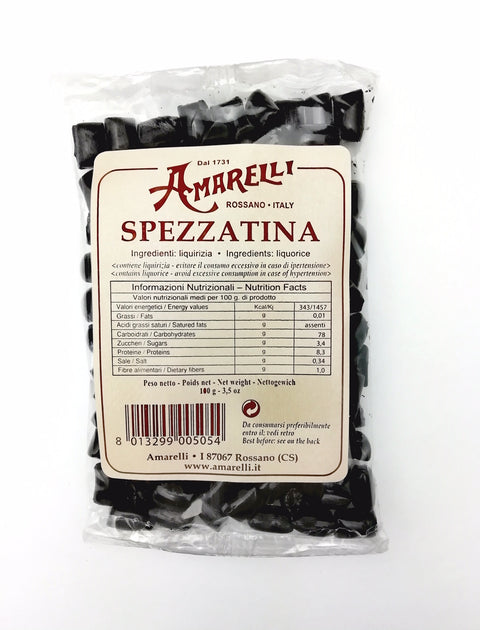 Dal 1731
AMARELLI
ROSSANO • ITALY
SPEZZATINA
Ingredienti: liquirizia • Ingredients: liquorice
<contiene liquirizia - evitare il consumo eccessivo in caso di ipertensione>
<contains liquorice - avoid excessive consumption in case of hypertention>
Informazioni Nutrizionali – Nutrition Facts
Valori nutrizionali medi per 100 g. di prodotto
Valori energetici / Energy values Kcal/Kj 343/1457
Grassi / Fats g 0,01
Acidi grassi saturi / Satured fats g assenti
Carboidrati / Carbohydrates g 78
Zuccheri / Sugars g 3,4
Proteine / Proteins g 8,3
Sale / Salt g 0,34
Fibre alimentari / Dietary fibers g 1,0
Peso netto - Poids net - Net weight - Nettogewich
100 g - 3,5 oz
8 013299 005054
Da consumarsi preferibilmente
entro il: vedi retro
Best before: see on the back
Amarelli • I 87067 Rossano (CS)
www.amarelli.it